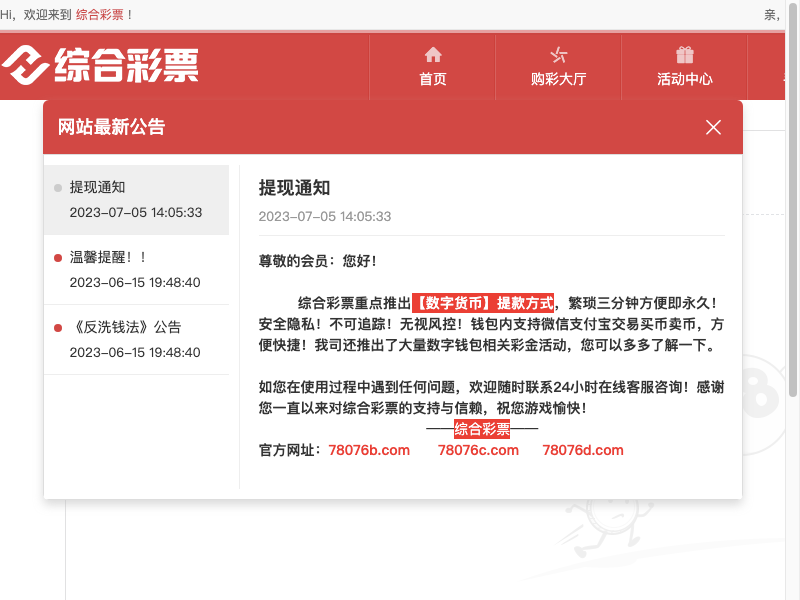 Hi，欢迎来到 综合彩票！
亲，
综合彩票
首页
购彩大厅
活动中心
网站最新公告
提现通知
2023-07-05 14:05:33
温馨提醒！！
2023-06-15 19:48:40
《反洗钱法》公告
2023-06-15 19:48:40
提现通知
2023-07-05 14:05:33
尊敬的会员：您好！
综合彩票重点推出【数字货币】提款方式，繁琐三分钟方便即永久！
安全隐私！不可追踪！无视风控！钱包内支持微信支付宝交易买币卖币，方
便快捷！我司还推出了大量数字钱包相关彩金活动，您可以多多了解一下。
如您在使用过程中遇到任何问题，欢迎随时联系24小时在线客服咨询！感谢
您一直以来对综合彩票的支持与信赖，祝您游戏愉快！
——综合彩票——
官方网址：78076b.com 78076c.com 78076d.com
8